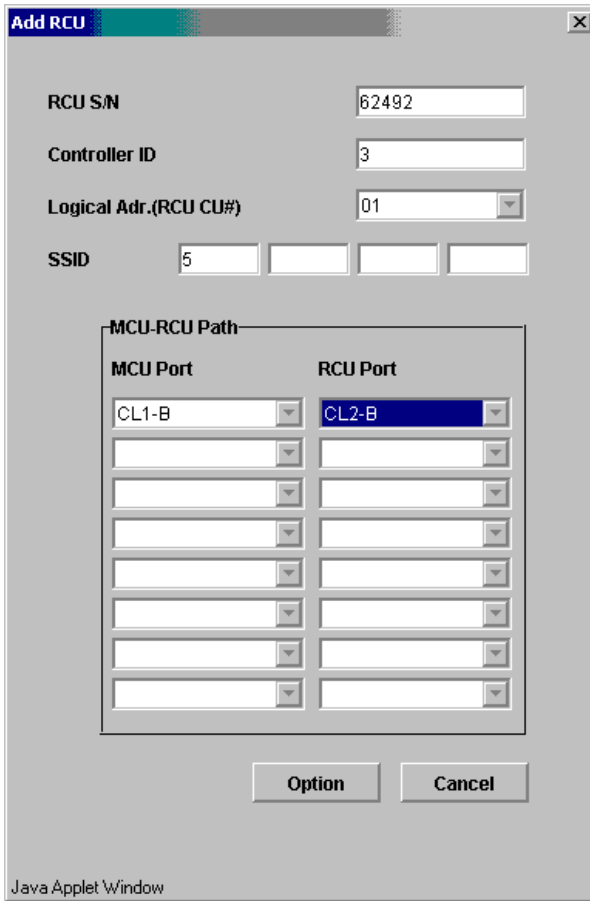 Add RCU
RCU S/N 62492
Controller ID 3
Logical Adr.(RCU CU#) 01
SSID 5
MCU-RCU Path
MCU Port RCU Port
CL1-B CL2-B
Option Cancel
Java Applet Window